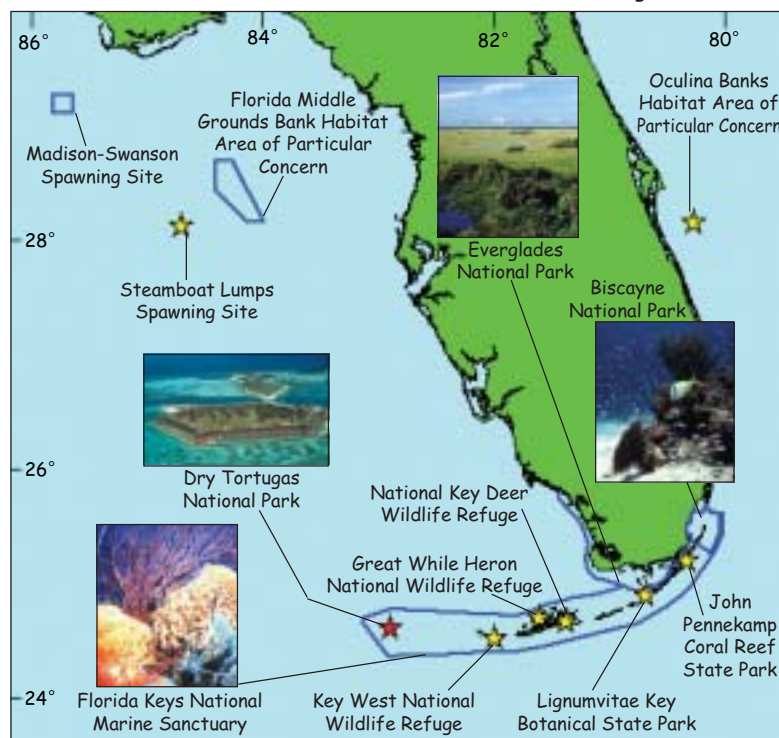 86°
84°
82°
80°
Oculina Banks
Habitat Area of
Particular Concern
Florida Middle
Grounds Bank Habitat
Area of Particular
Concern
Madison-Swanson
Spawning Site
28°
Steamboat Lumps
Spawning Site
Everglades
National Park
Biscayne
National Park
26°
Dry Tortugas
National Park
National Key Deer
Wildlife Refuge
Great While Heron
National Wildlife Refuge
John
Pennekamp
Coral Reef
State Park
24°
Florida Keys National
Marine Sanctuary
Key West National
Wildlife Refuge
Lignumvitae Key
Botanical State Park